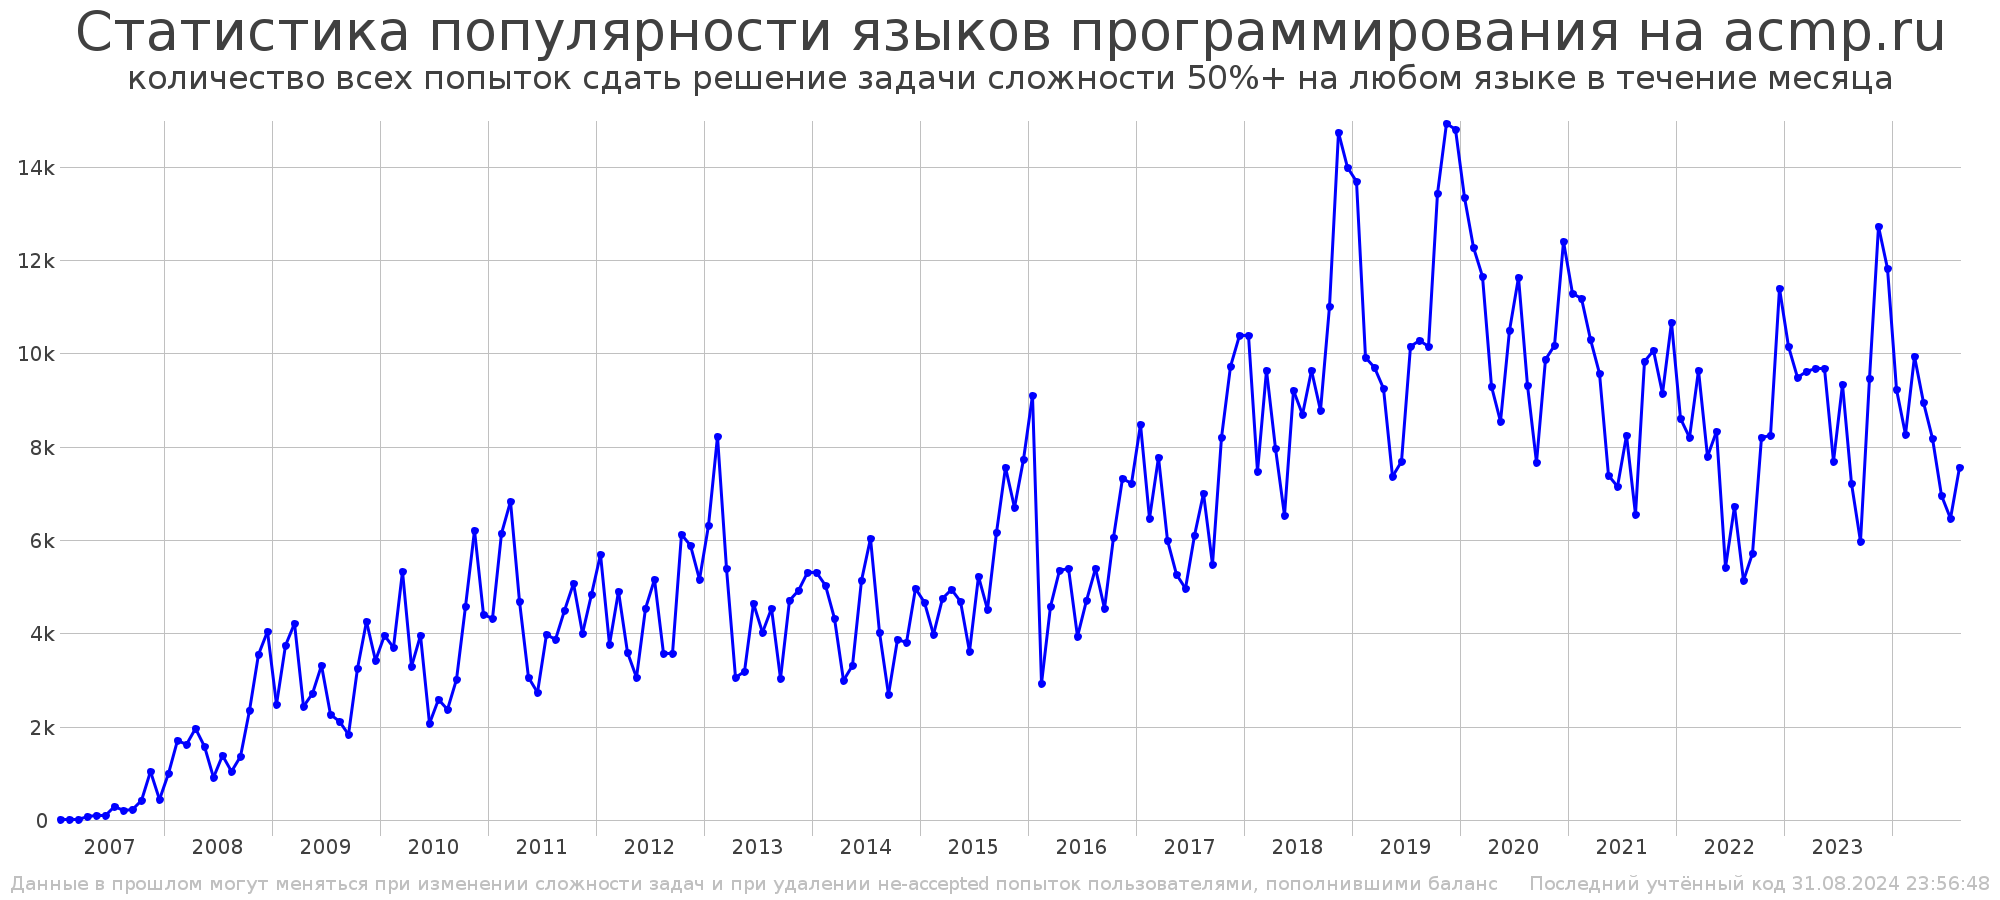 Статистика популярности языков программирования на acmp.ru
количество всех попыток сдать решение задачи сложности 50%+ на любом языке в течение месяца
14k
12k
10k
8k
6k
4k
2k
0
2007 2008 2009 2010 2011 2012 2013 2014 2015 2016 2017 2018 2019 2020 2021 2022 2023
Данные в прошлом могут меняться при изменении сложности задач и при удалении не-accepted попыток пользователями, пополнившими баланс Последний учтённый код 31.08.2024 23:56:48